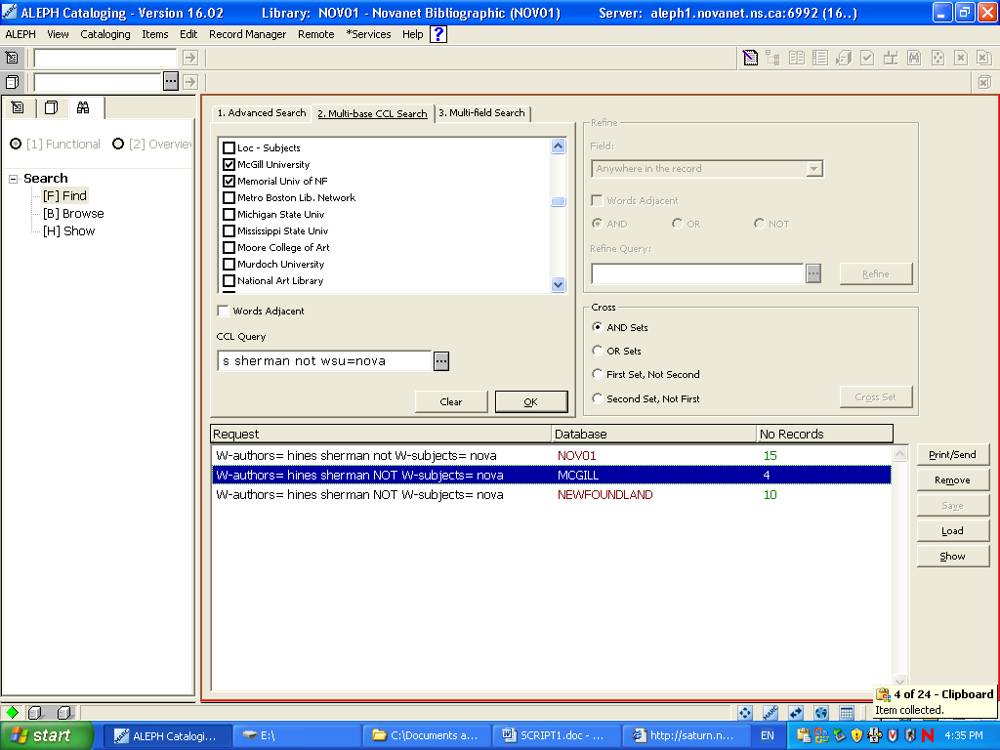 ALEPH Cataloging - Version 16.02 Library: NOV01 - Novanet Bibliographic (NOV01) Server: aleph1.novanet.ns.ca:6992 (16..)
ALEPH View Cataloging Items Edit Record Manager Remote *Services Help ?
1. Advanced Search 2. Multi-base CCL Search 3. Multi-field Search
[1] Functional [2] Overview
Search
[F] Find
[B] Browse
[H] Show
Loc - Subjects
McGill University
Memorial Univ of NF
Metro Boston Lib. Network
Michigan State Univ
Mississippi State Univ
Moore College of Art
Murdoch University
National Art Library
Words Adjacent
CCL Query
s sherman not wsu=nova ...
Clear OK
Refine
Field:
Anywhere in the record
Words Adjacent
AND OR NOT
Refine Query:
... Refine
Cross
AND Sets
OR Sets
First Set, Not Second
Second Set, Not First
Cross Set
Request Database No Records
W-authors= hines sherman not W-subjects= nova NOV01 15
W-authors= hines sherman NOT W-subjects= nova MCGILL 4
W-authors= hines sherman NOT W-subjects= nova NEWFOUNDLAND 10
Print/Send
Remove
Save
Load
Show
4 of 24 - Clipboard
Item collected.
start ALEPH Catalogi... E:\ C:\Documents a... SCRIPT1.doc - ... http://saturn.n... EN 4:35 PM